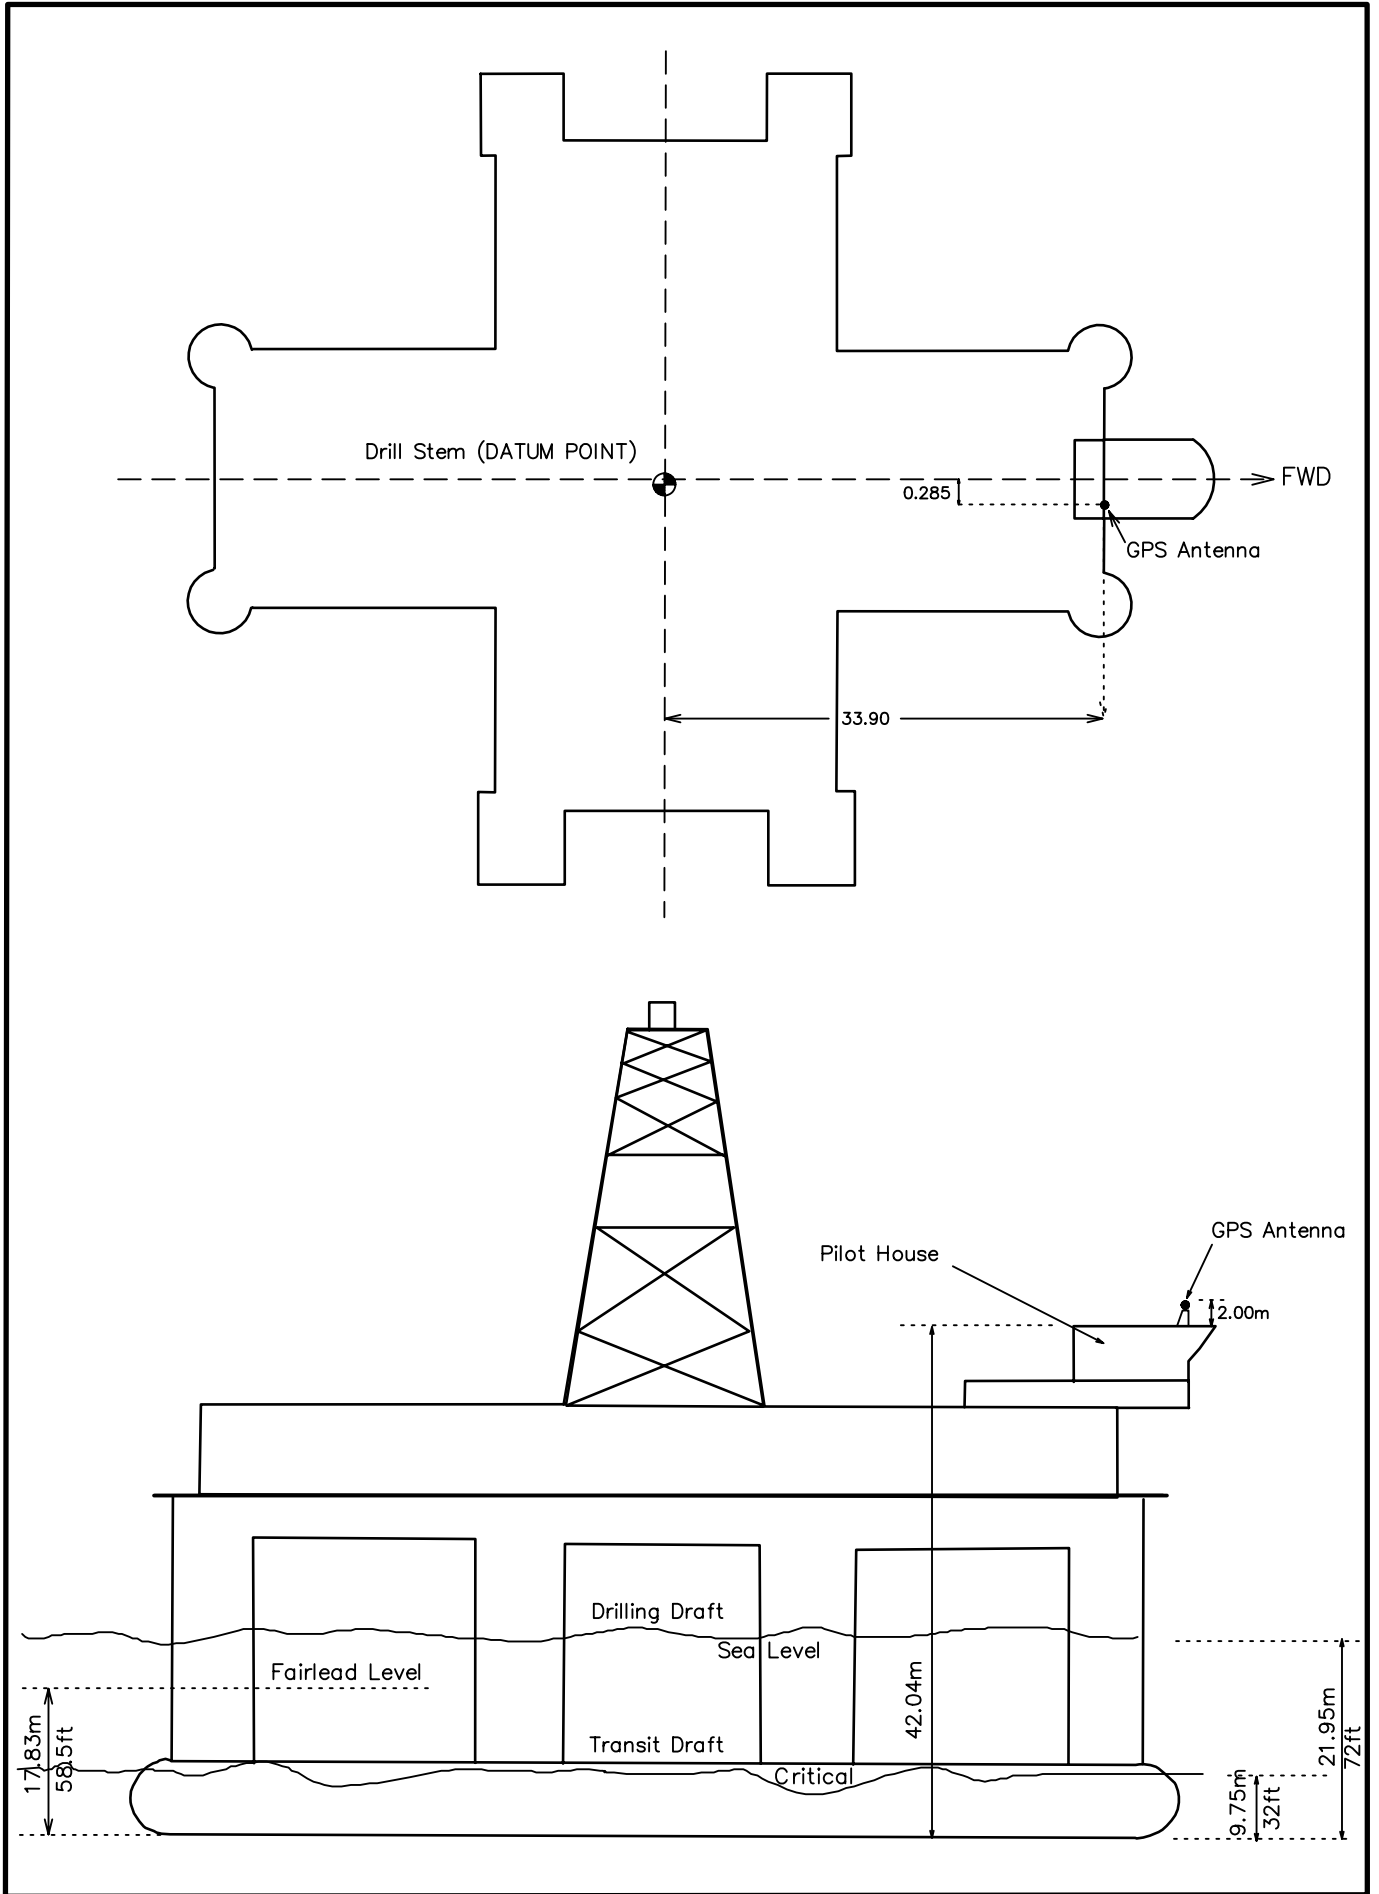 Drill Stem (DATUM POINT)
FWD
0.285
GPS Antenna
33.90
GPS Antenna
Pilot House
2.00m
Drilling Draft
Sea Level
Fairlead Level
42.04m
17.83m
58.5ft
21.95m
72ft
Transit Draft
Critical
9.75m
32ft